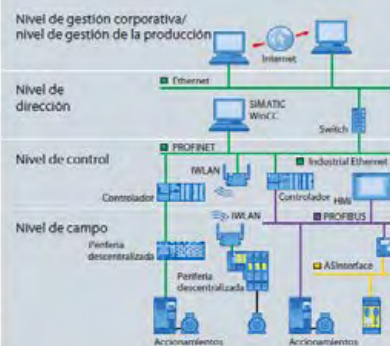 Nivel de gestión corporativa/
nivel de gestión de la producción
Internet
Ethernet
Nivel de
dirección
SIMATIC
WinCC
Switch
PROFINET
Industrial Ethernet
Nivel de control
IWLAN
Controlador
Controlador
HMI
IWLAN
PROFIBUS
Nivel de campo
Periferia
descentralizada
ASInterface
Periferia
descentralizada
Accionamientos
Accionamientos